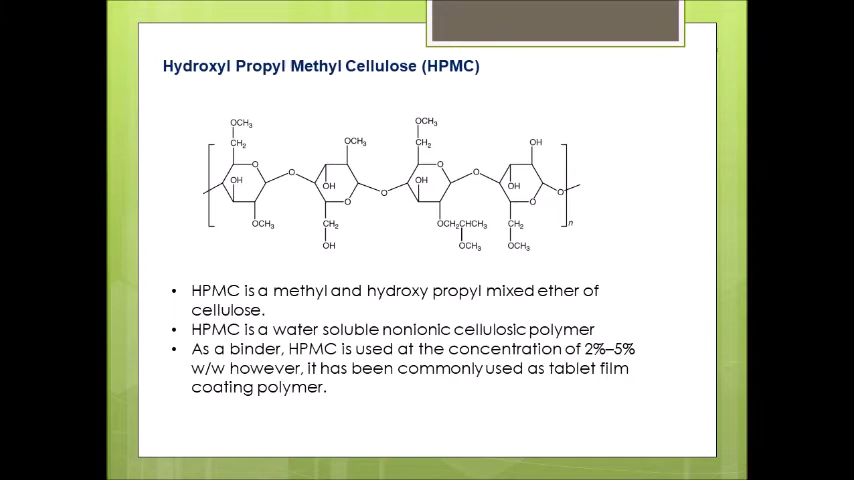 Hydroxyl Propyl Methyl Cellulose (HPMC)
OCH₃ OCH₃
CH₂ OCH₃ CH₂ OH
O O O O
OH OH OH OH
O O O
OCH₃ CH₂ OCH₂CHCH₃ CH₂ n
OH OCH₃ OCH₃
• HPMC is a methyl and hydroxy propyl mixed ether of
cellulose.
• HPMC is a water soluble nonionic cellulosic polymer
• As a binder, HPMC is used at the concentration of 2%–5%
w/w however, it has been commonly used as tablet film
coating polymer.